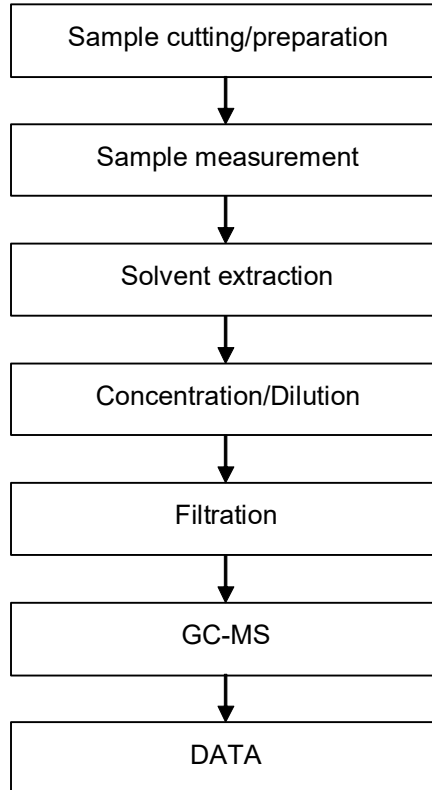 Sample cutting/preparation
Sample measurement
Solvent extraction
Concentration/Dilution
Filtration
GC-MS
DATA